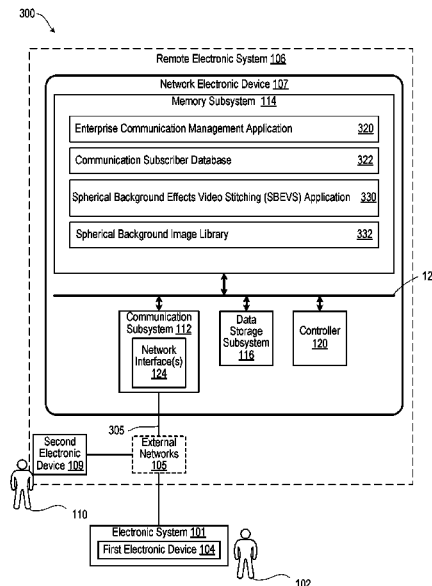 300
Remote Electronic System 106
Network Electronic Device 107
Memory Subsystem 114
Enterprise Communication Management Application 320
Communication Subscriber Database 322
Spherical Background Effects Video Stitching (SBEVS) Application 330
Spherical Background Image Library 332
12
Communication
Subsystem 112
Network
Interface(s)
124
Data
Storage
Subsystem
116
Controller
120
305
Second
Electronic
Device 109
External
Networks
105
110
Electronic System 101
First Electronic Device 104
102